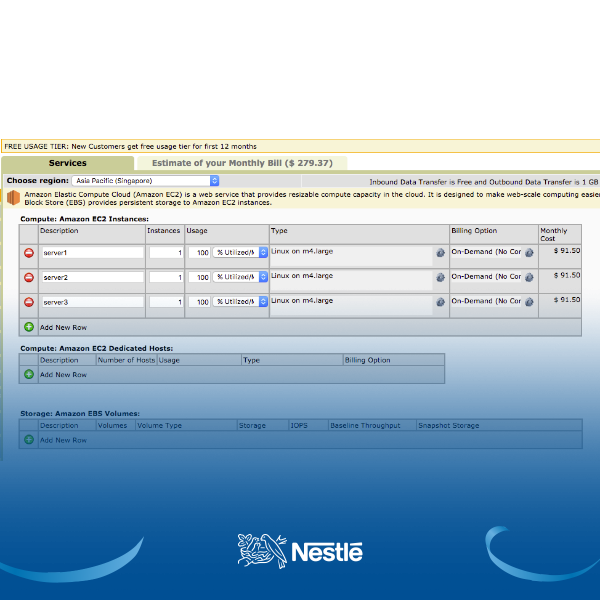 FREE USAGE TIER: New Customers get free usage tier for first 12 months
Services Estimate of your Monthly Bill ($ 279.37)
Choose region: Asia Pacific (Singapore) Inbound Data Transfer is Free and Outbound Data Transfer is 1 GB
Amazon Elastic Compute Cloud (Amazon EC2) is a web service that provides resizable compute capacity in the cloud. It is designed to make web-scale computing easier
Block Store (EBS) provides persistent storage to Amazon EC2 instances.
Compute: Amazon EC2 Instances:
Description Instances Usage Type Billing Option Monthly Cost
server1 1 100 % Utilized/M Linux on m4.large On-Demand (No Cor $ 91.50
server2 1 100 % Utilized/M Linux on m4.large On-Demand (No Cor $ 91.50
server3 1 100 % Utilized/M Linux on m4.large On-Demand (No Cor $ 91.50
Add New Row
Compute: Amazon EC2 Dedicated Hosts:
Description Number of Hosts Usage Type Billing Option
Add New Row
Storage: Amazon EBS Volumes:
Description Volumes Volume Type Storage IOPS Baseline Throughput Snapshot Storage
Add New Row
Nestlé